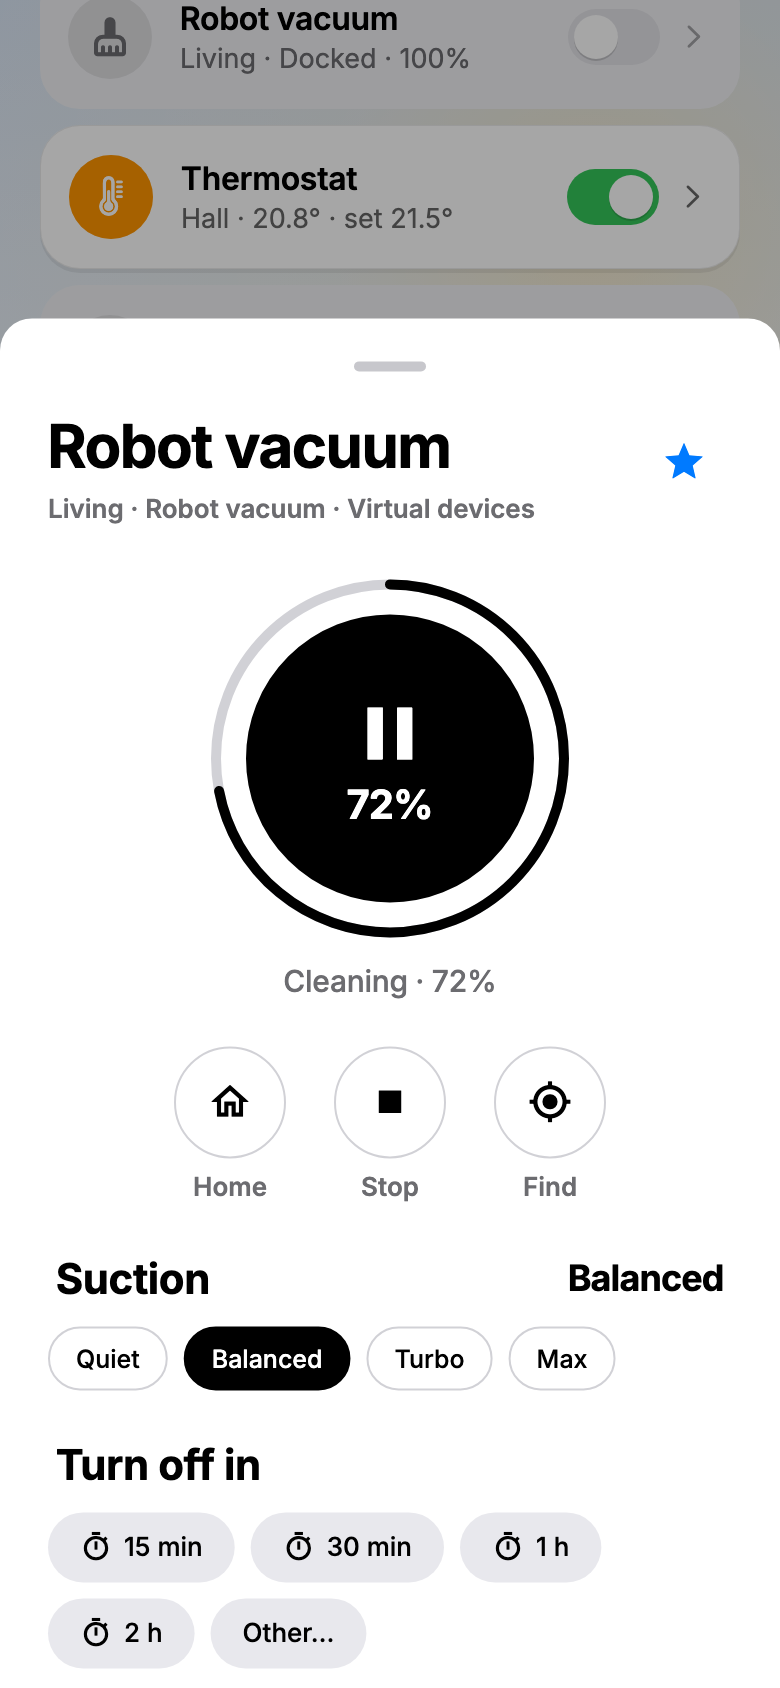 Robot vacuum
Living · Docked · 100%
Thermostat
Hall · 20.8° · set 21.5°
Robot vacuum
Living · Robot vacuum · Virtual devices
72%
Cleaning · 72%
Home
Stop
Find
Suction
Balanced
Quiet
Balanced
Turbo
Max
Turn off in
15 min
30 min
1 h
2 h
Other...